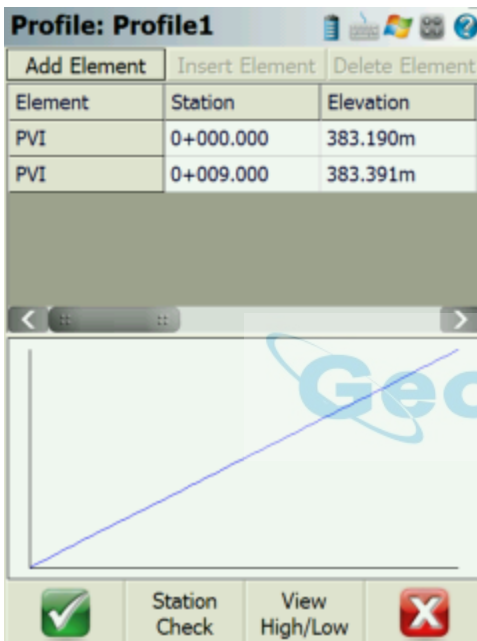 Profile: Profile1
Add Element Insert Element Delete Element
Element Station Elevation
PVI 0+000.000 383.190m
PVI 0+009.000 383.391m
Geo
Station Check View High/Low